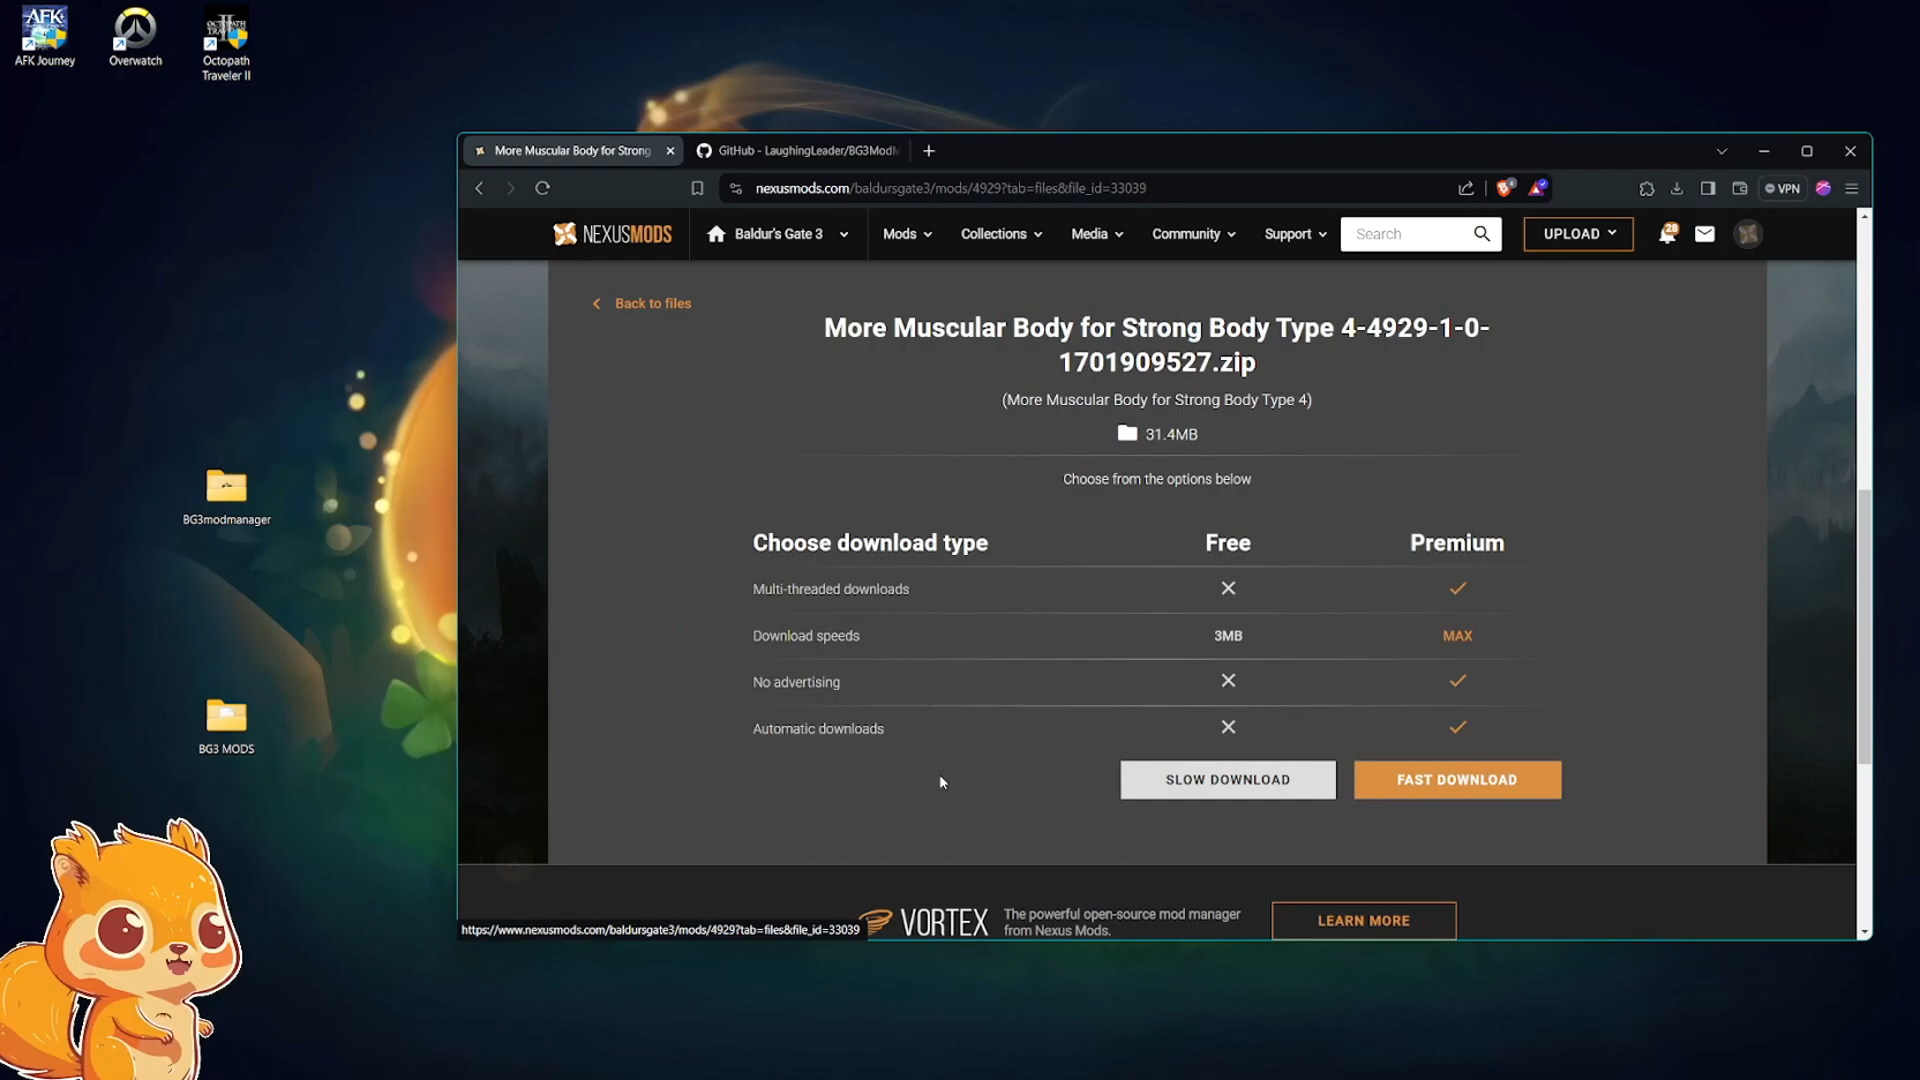 AFK Journey
Overwatch
OCTOPATH
TRAVELER
II
Octopath
Traveler II
BG3modmanager
BG3 MODS
More Muscular Body for Strong
GitHub - LaughingLeader/BG3Mod
nexusmods.com/baldursgate3/mods/4929?tab=files&file_id=33039
VPN
NEXUSMODS
Baldur's Gate 3
Mods
Collections
Media
Community
Support
Search
UPLOAD
28
Back to files
More Muscular Body for Strong Body Type 4-4929-1-0-
1701909527.zip
(More Muscular Body for Strong Body Type 4)
31.4MB
Choose from the options below
Choose download type Free Premium
Multi-threaded downloads
Download speeds 3MB MAX
No advertising
Automatic downloads
SLOW DOWNLOAD FAST DOWNLOAD
VORTEX
The powerful open-source mod manager
from Nexus Mods.
LEARN MORE
https://www.nexusmods.com/baldursgate3/mods/4929?tab=files&file_id=33039